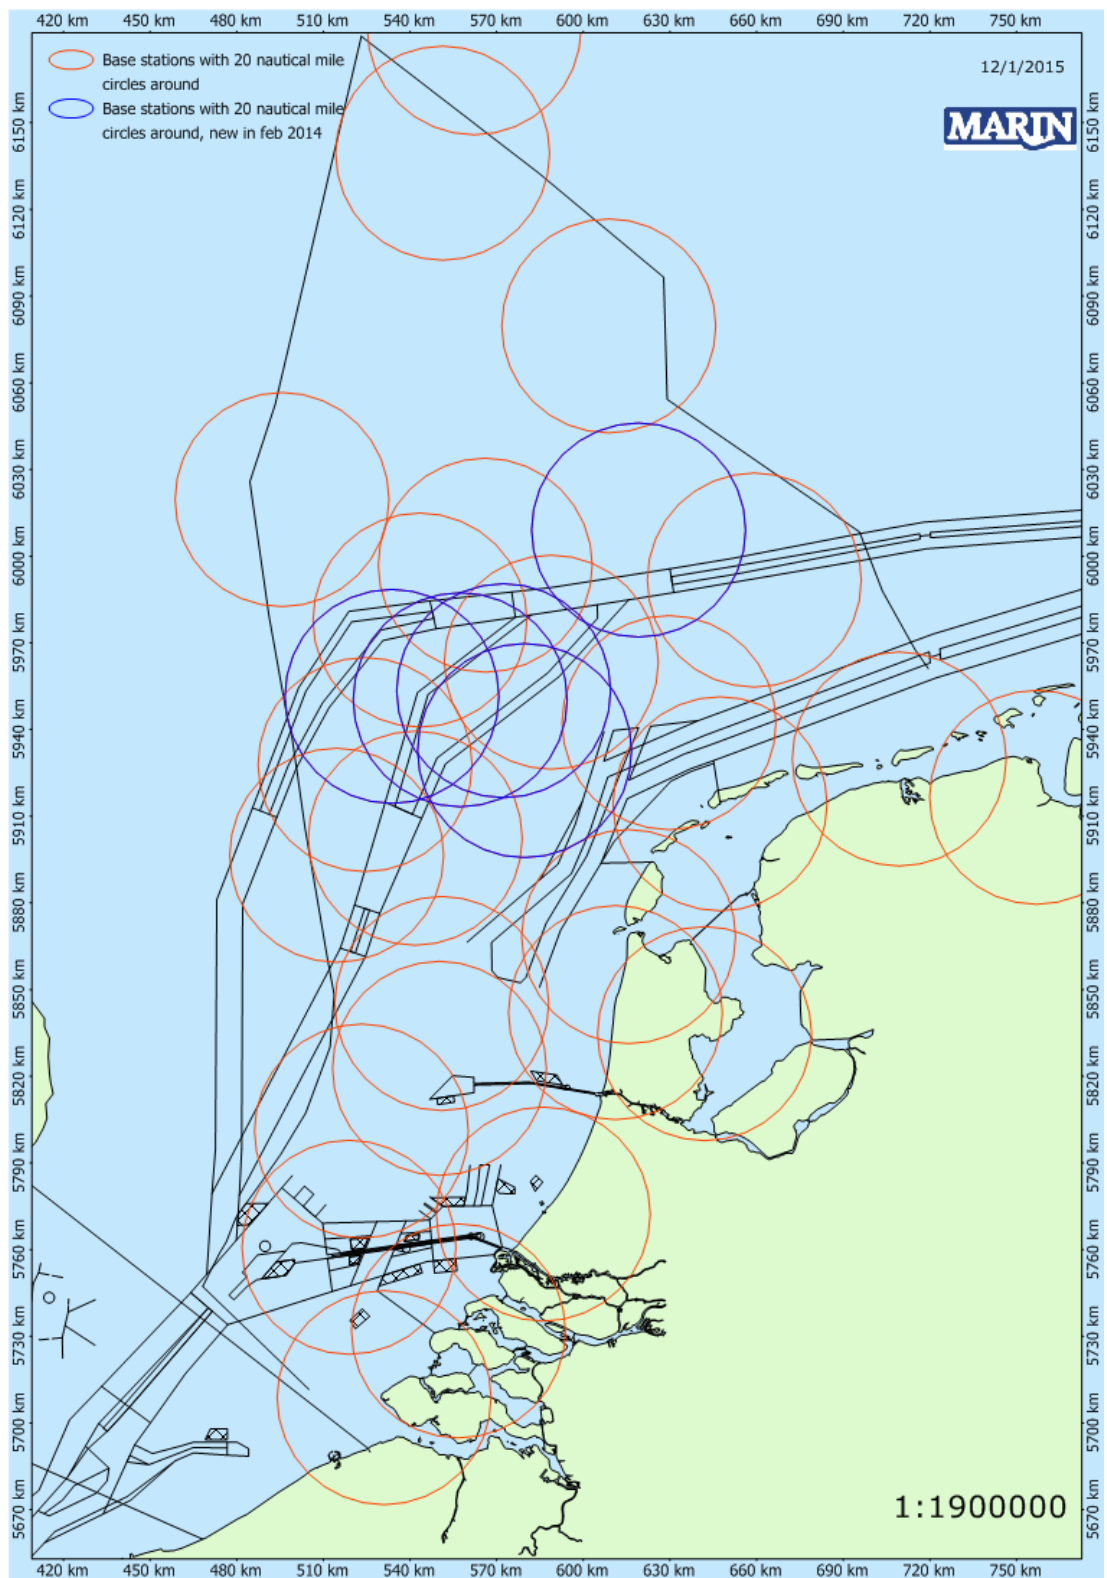 420 km 450 km 480 km 510 km 540 km 570 km 600 km 630 km 660 km 690 km 720 km 750 km
Base stations with 20 nautical mile
circles around
Base stations with 20 nautical mile
circles around, new in feb 2014
12/1/2015
MARIN
6150 km 6150 km
6120 km 6120 km
6090 km 6090 km
6060 km 6060 km
6030 km 6030 km
6000 km 6000 km
5970 km 5970 km
5940 km 5940 km
5910 km 5910 km
5880 km 5880 km
5850 km 5850 km
5820 km 5820 km
5790 km 5790 km
5760 km 5760 km
5730 km 5730 km
5700 km 5700 km
5670 km 5670 km
1:1900000
420 km 450 km 480 km 510 km 540 km 570 km 600 km 630 km 660 km 690 km 720 km 750 km